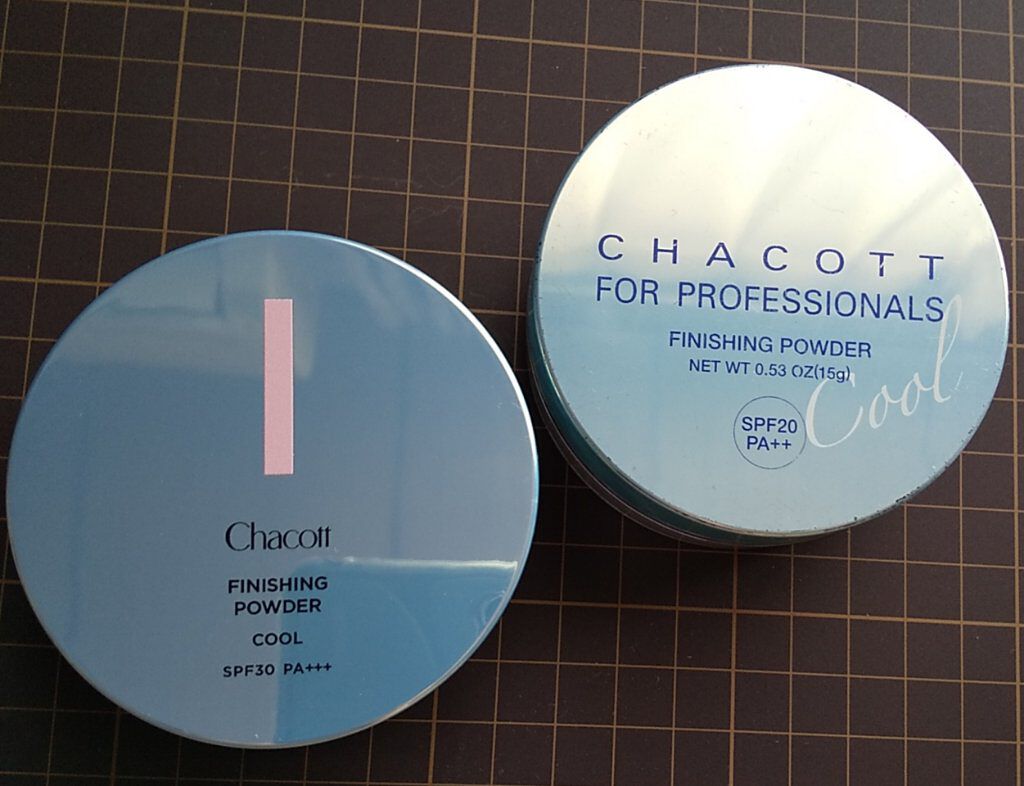 Chacott
FINISHING
POWDER
COOL
SPF30 PA+++
CHACOTT
FOR PROFESSIONALS
FINISHING POWDER
NET WT 0.53 OZ(15g)
Cool
SPF20
PA++